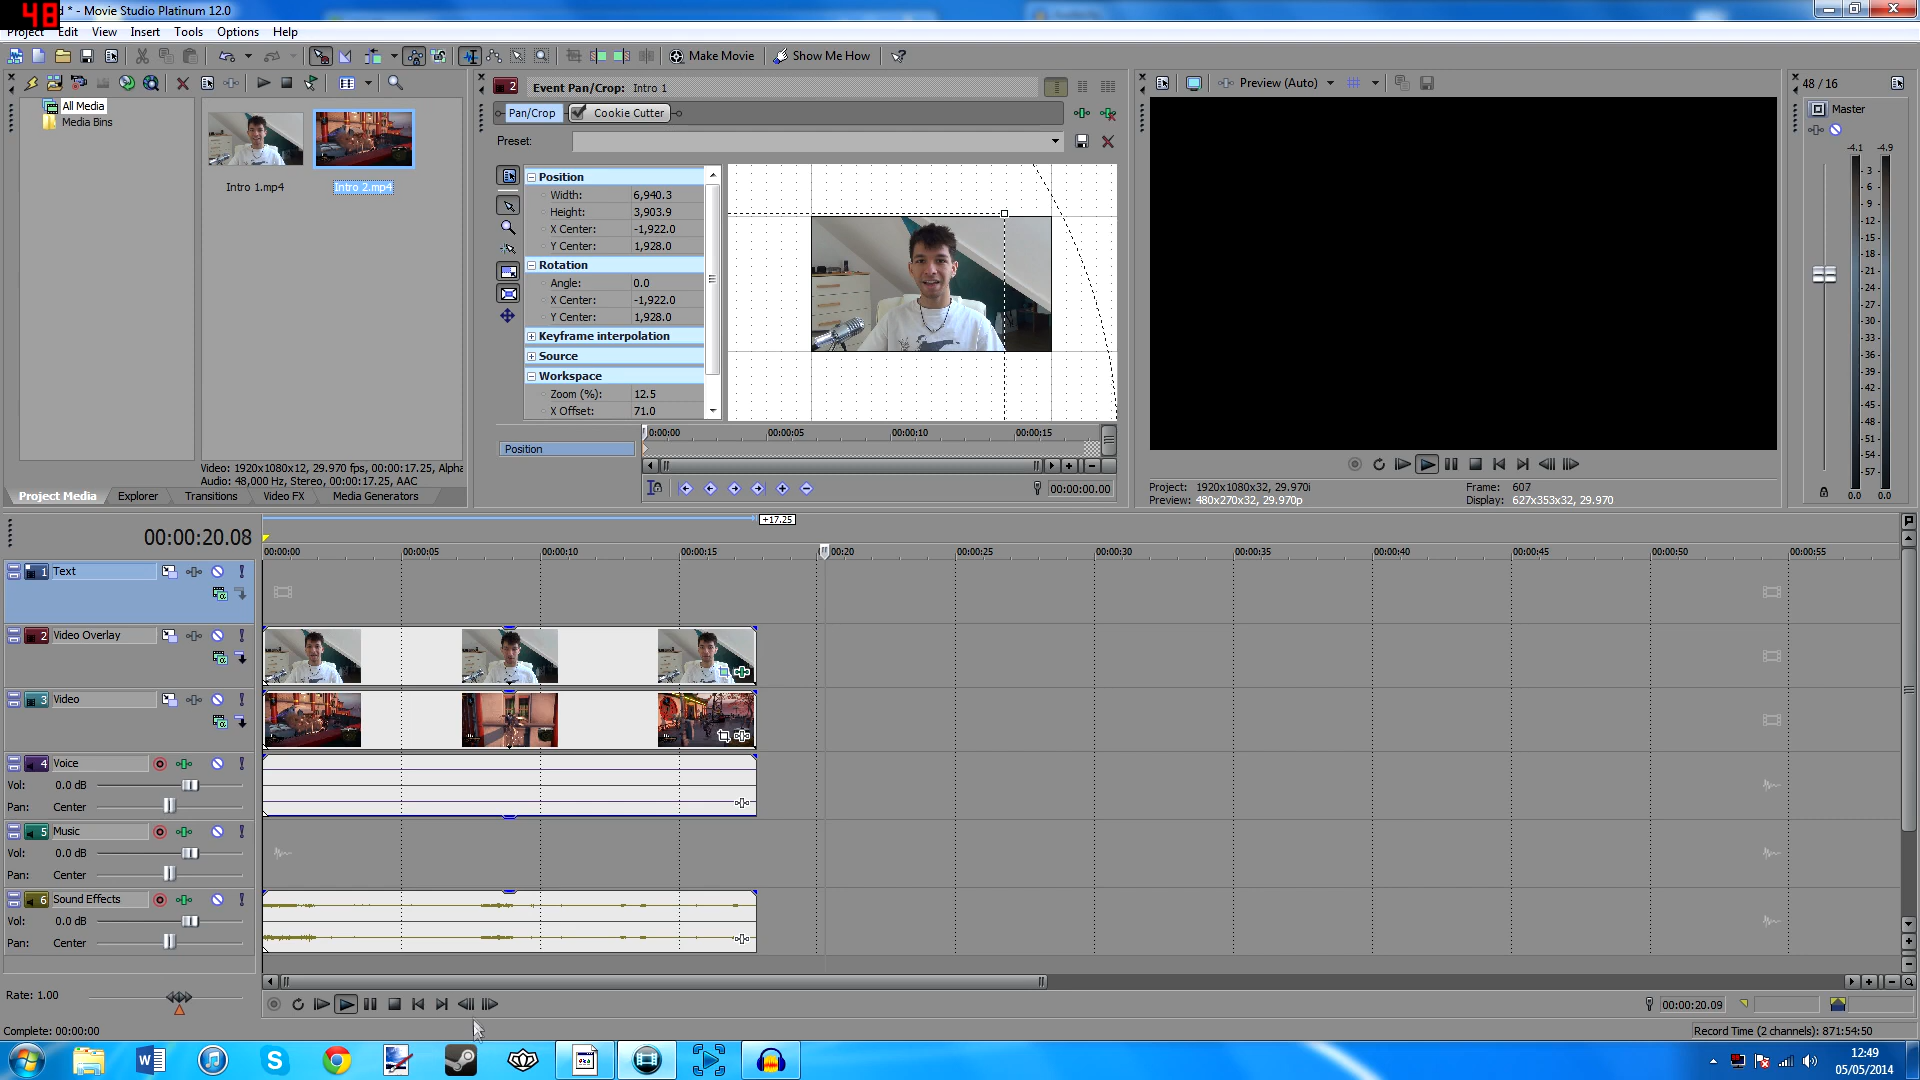 48
d * - Movie Studio Platinum 12.0
Project Edit View Insert Tools Options Help
Make Movie Show Me How
All Media
Media Bins
Intro 1.mp4
Intro 2.mp4
Video: 1920x1080x12, 29.970 fps, 00:00:17.25, Alpha
Audio: 48,000 Hz, Stereo, 00:00:17.25, AAC
Project Media Explorer Transitions Video FX Media Generators
2 Event Pan/Crop: Intro 1
Pan/Crop Cookie Cutter
Preset:
Position
Width: 6,940.3
Height: 3,903.9
X Center: -1,922.0
Y Center: 1,928.0
Rotation
Angle: 0.0
X Center: -1,922.0
Y Center: 1,928.0
Keyframe interpolation
Source
Workspace
Zoom (%): 12.5
X Offset: 71.0
0:00:00 00:00:05 00:00:10 00:00:15
Position
00:00:00.00
Preview (Auto)
Project: 1920x1080x32, 29.970i
Preview: 480x270x32, 29.970p
Frame: 607
Display: 627x353x32, 29.970
48 / 16
Master
-4.1 -4.9
- 3 -
- 6 -
- 9 -
-12-
-15-
-18-
-21-
-24-
-27-
-30-
-33-
-36-
-39-
-42-
-45-
-48-
-51-
-54-
-57-
0.0 0.0
+17.25
00:00:20.08
00:00:00 00:00:05 00:00:10 00:00:15 00:20 00:00:25 00:00:30 00:00:35 00:00:40 00:00:45 00:00:50 00:00:55
1 Text
2 Video Overlay
3 Video
4 Voice
Vol: 0.0 dB
Pan: Center
5 Music
Vol: 0.0 dB
Pan: Center
6 Sound Effects
Vol: 0.0 dB
Pan: Center
Rate: 1.00
00:00:20.09
Complete: 00:00:00
Record Time (2 channels): 871:54:50
12:49
05/05/2014